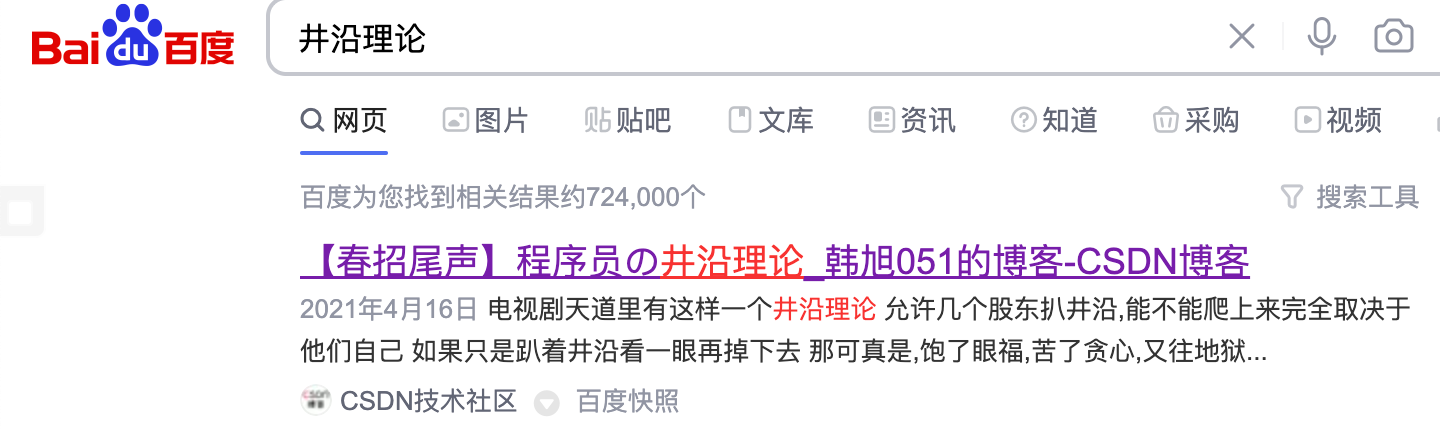 Baidu百度 井沿理论
网页 图片 贴吧 文库 资讯 知道 采购 视频
百度为您找到相关结果约724,000个 搜索工具
【春招尾声】程序员の井沿理论_韩旭051的博客-CSDN博客
2021年4月16日 电视剧天道里有这样一个井沿理论 允许几个股东扒井沿,能不能爬上来完全取决于
他们自己 如果只是趴着井沿看一眼再掉下去 那可真是,饱了眼福,苦了贪心,又往地狱...
CSDN技术社区 百度快照